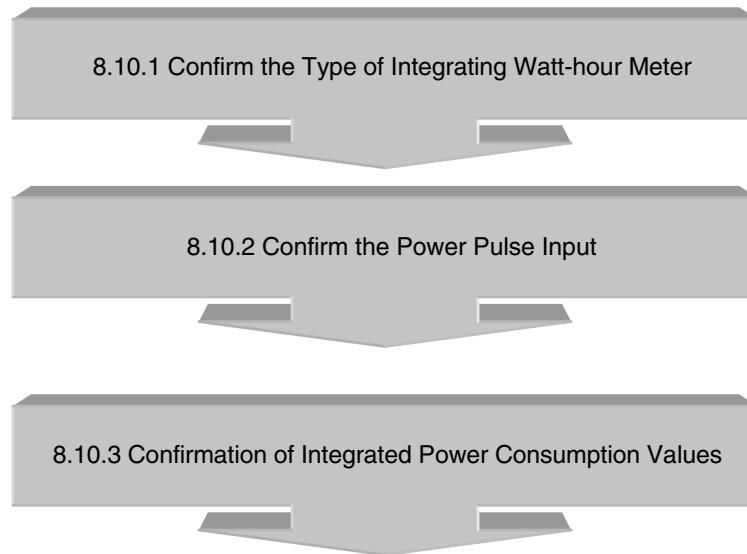 8.10.1 Confirm the Type of Integrating Watt-hour Meter
8.10.2 Confirm the Power Pulse Input
8.10.3 Confirmation of Integrated Power Consumption Values